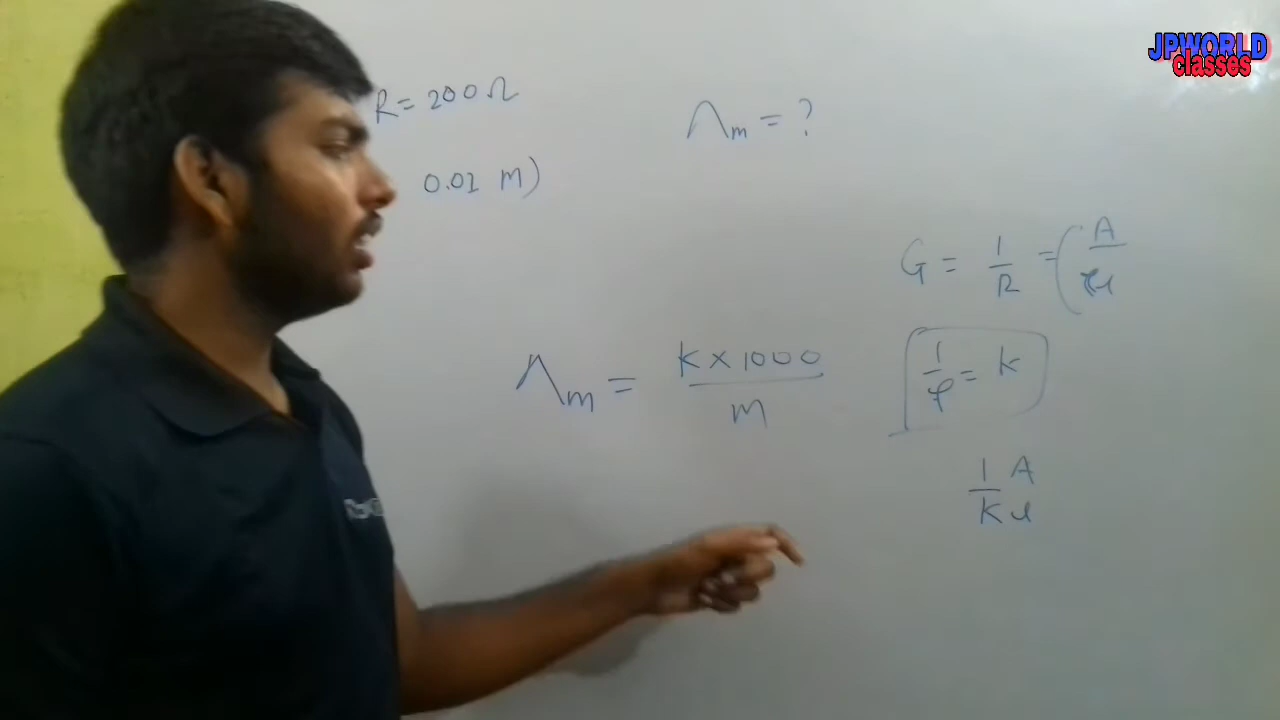 JPWORLD
classes
R = 200 Ω
Λm = ?
0.01 M)
G = 1/R = (A/ρl
Λm = K × 1000 / m
1/ρ = K
1/K A/l